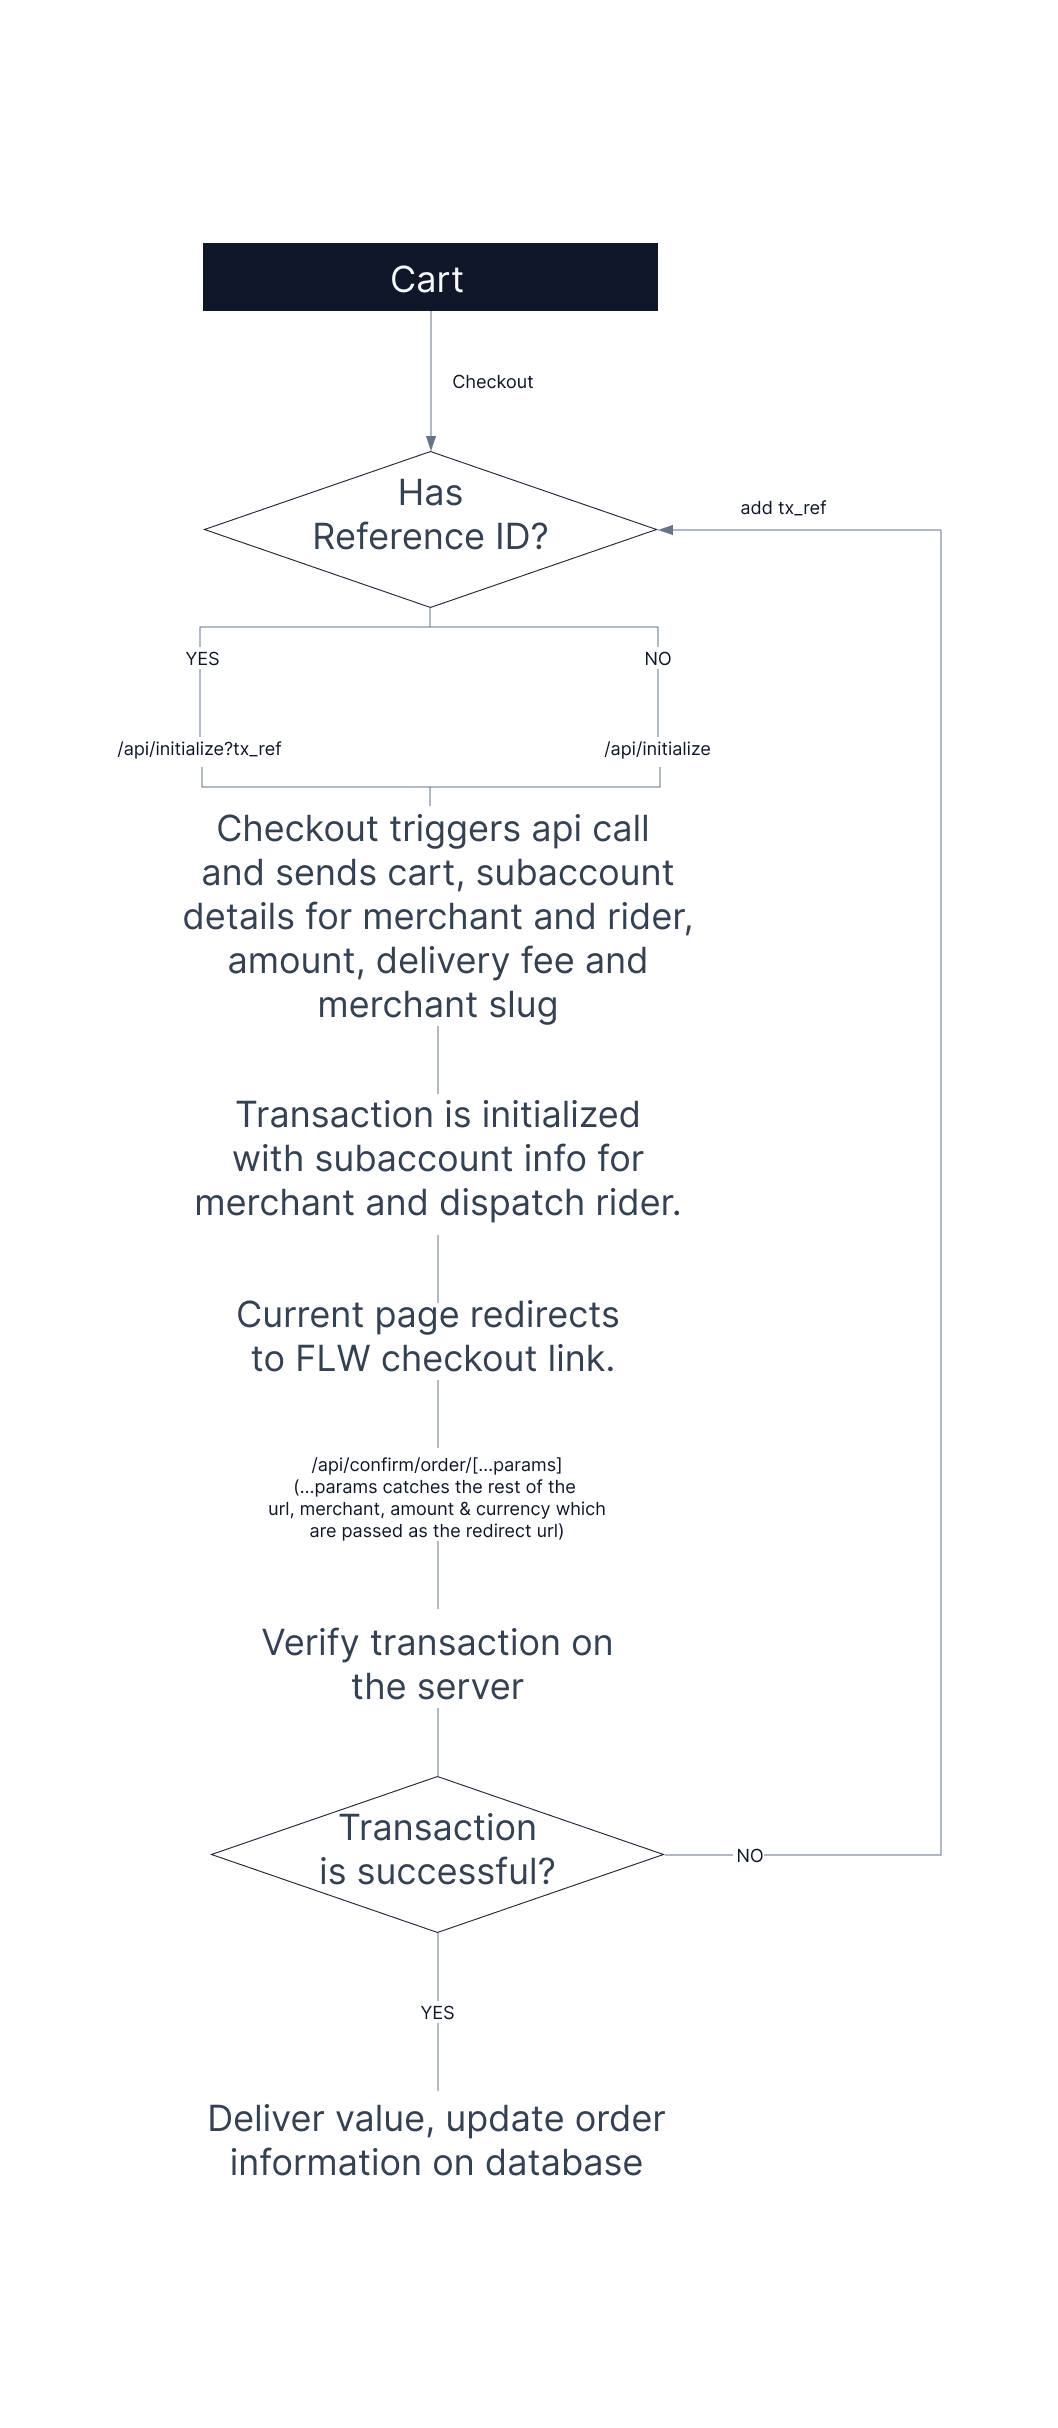 Cart
Checkout
Has
Reference ID?
add tx_ref
YES
NO
/api/initialize?tx_ref
/api/initialize
Checkout triggers api call
and sends cart, subaccount
details for merchant and rider,
amount, delivery fee and
merchant slug
Transaction is initialized
with subaccount info for
merchant and dispatch rider.
Current page redirects
to FLW checkout link.
/api/confirm/order/[...params]
(...params catches the rest of the
url, merchant, amount & currency which
are passed as the redirect url)
Verify transaction on
the server
Transaction
is successful?
NO
YES
Deliver value, update order
information on database